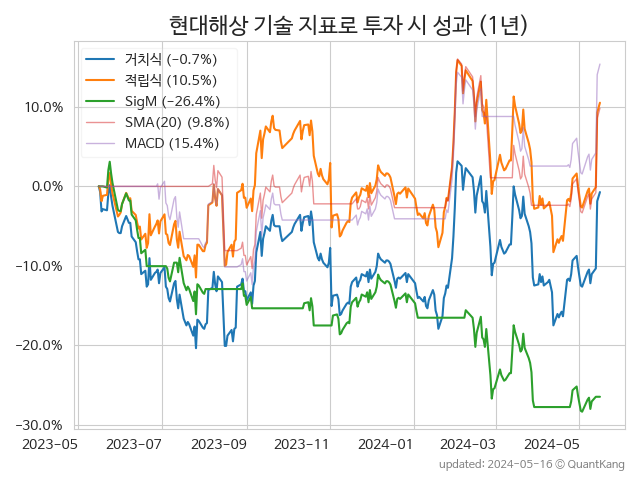 현대해상 기술 지표로 투자 시 성과 (1년)
거치식 (−0.7%)
적립식 (10.5%)
SigM (−26.4%)
SMA(20) (9.8%)
MACD (15.4%)
10.0%
0.0%
−10.0%
−20.0%
−30.0%
2023-05 2023-07 2023-09 2023-11 2024-01 2024-03 2024-05
updated: 2024-05-16 © QuantKang